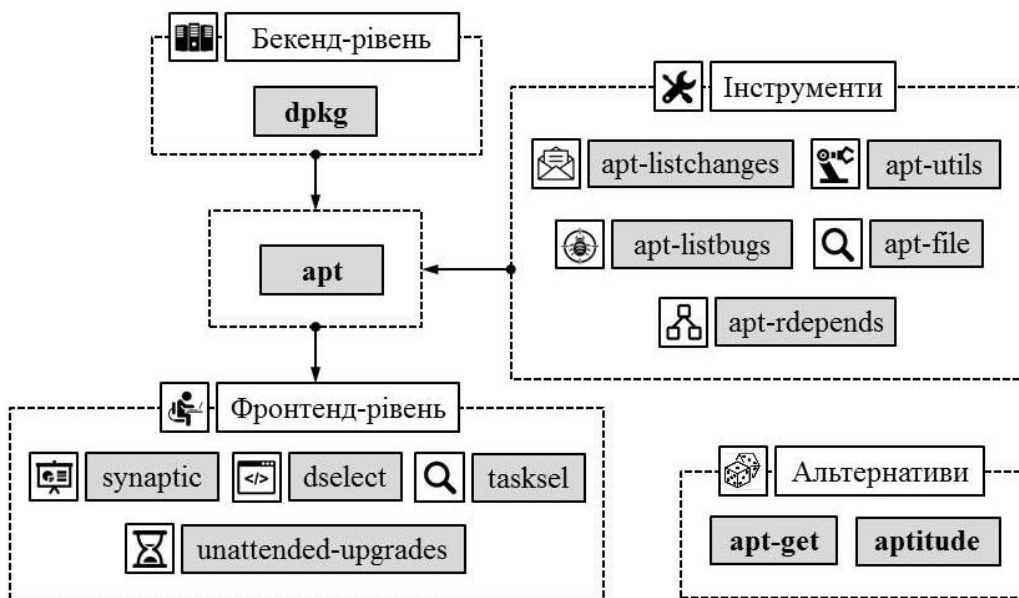 Бекенд-рівень
dpkg
Інструменти
apt-listchanges
apt-utils
apt-listbugs
apt-file
apt-rdepends
apt
Фронтенд-рівень
synaptic
dselect
tasksel
unattended-upgrades
Альтернативи
apt-get
aptitude